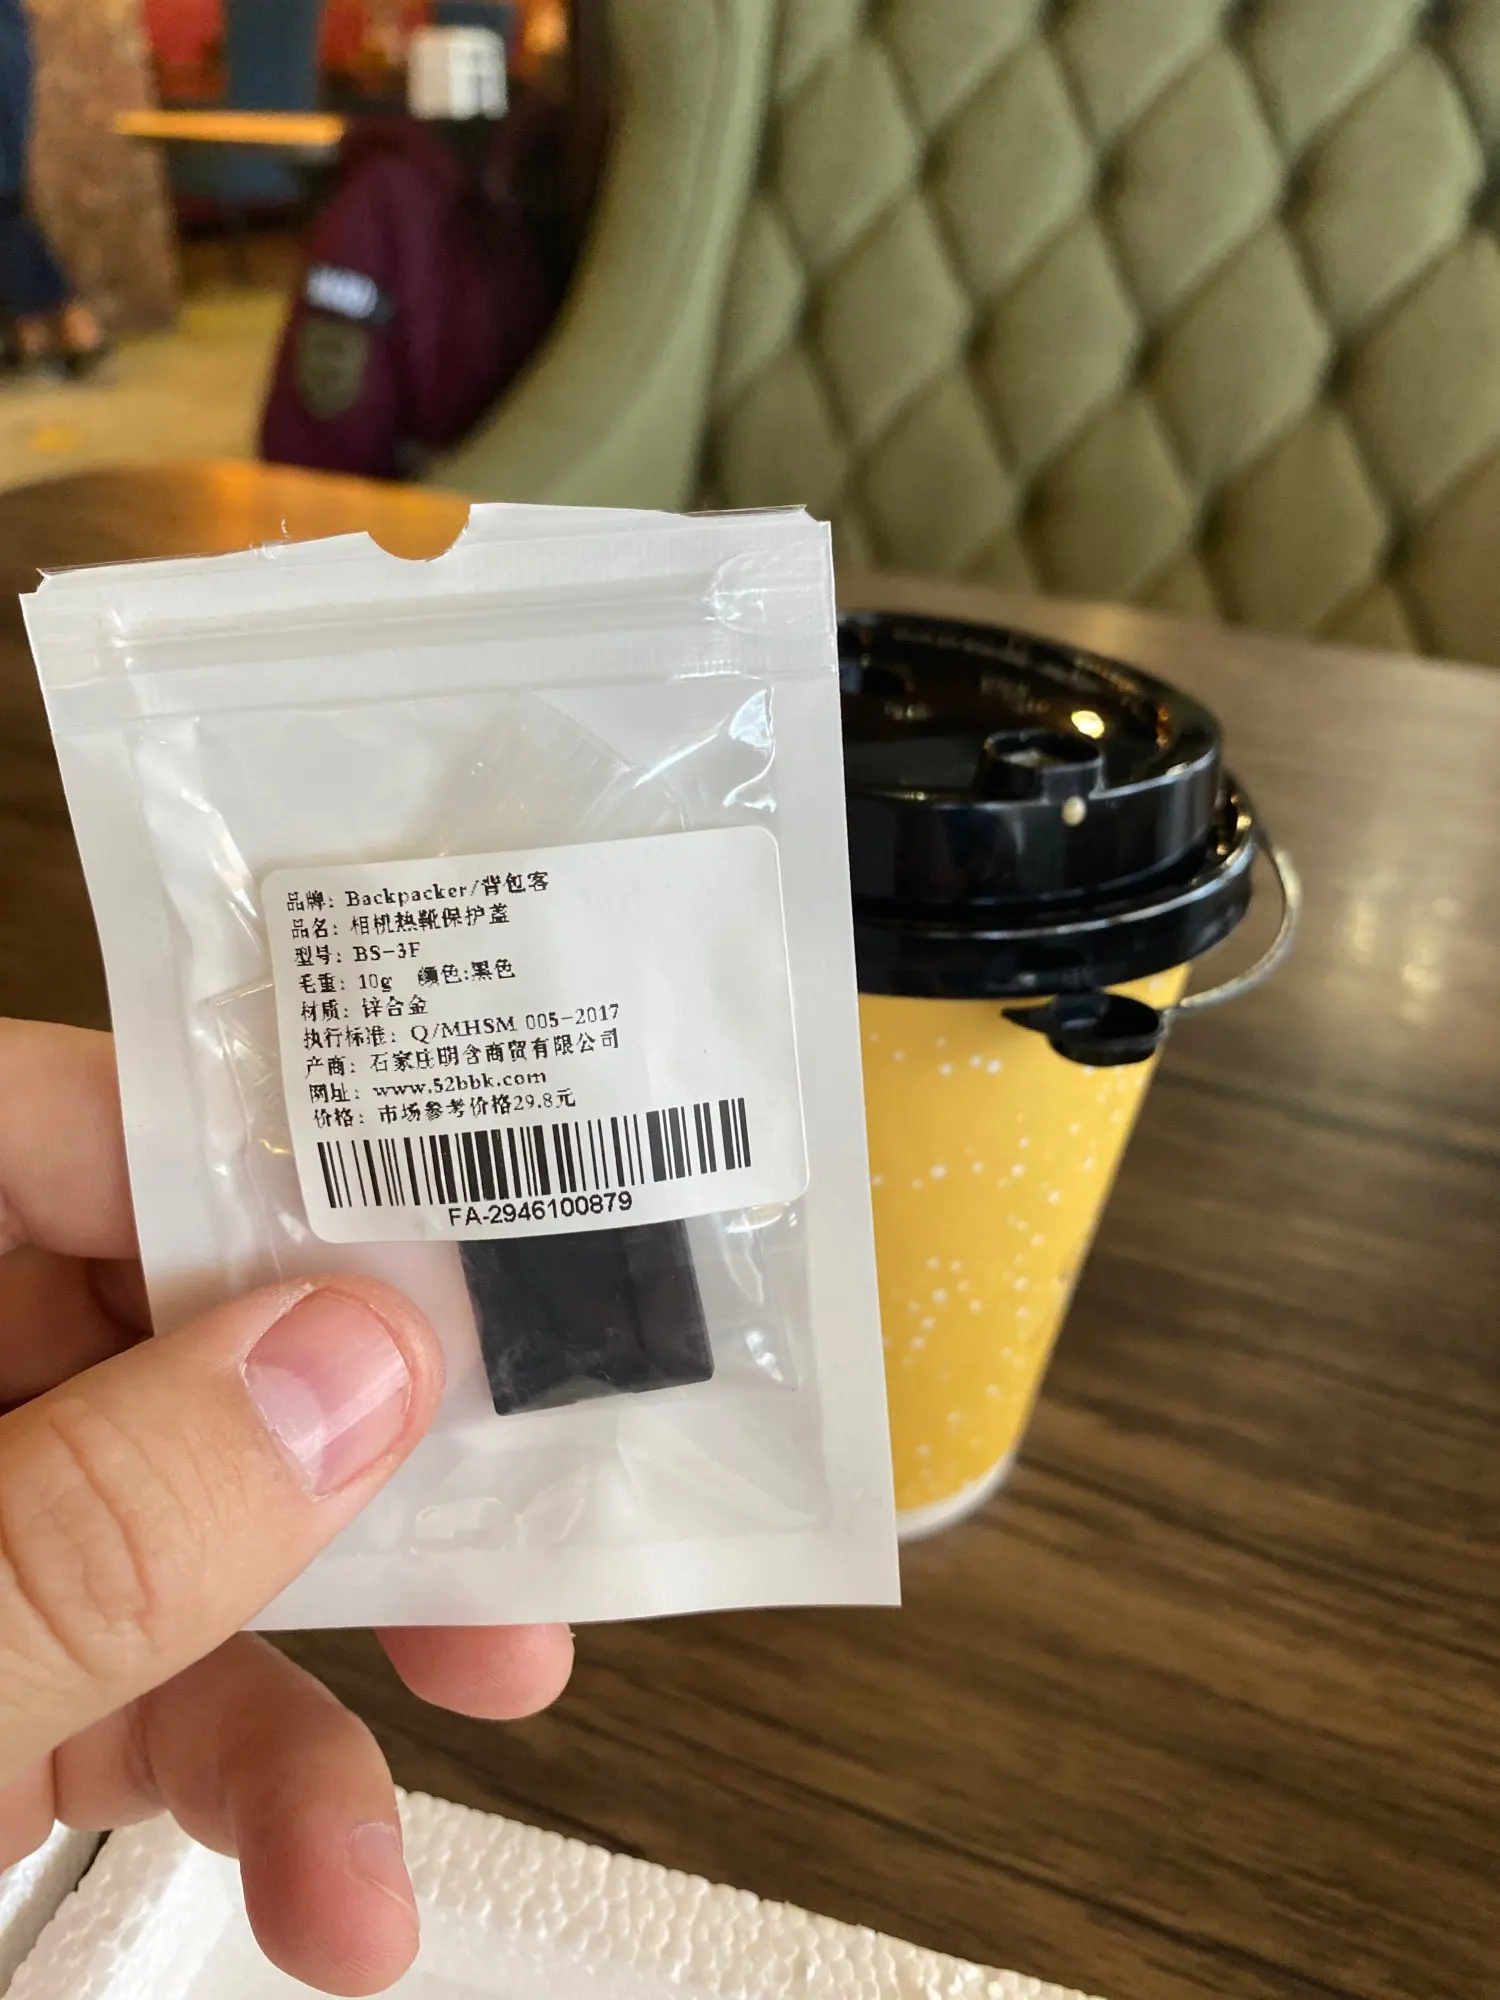 品牌: Backpacker/背包客
品名: 相机热靴保护盖
型号: BS-3F
毛重: 10g 颜色:黑色
材质: 锌合金
执行标准: Q/MHSM 005-2017
产商: 石家庄明含商贸有限公司
网址: www.52bbk.com
价格: 市场参考价格29.8元
FA-2946100879